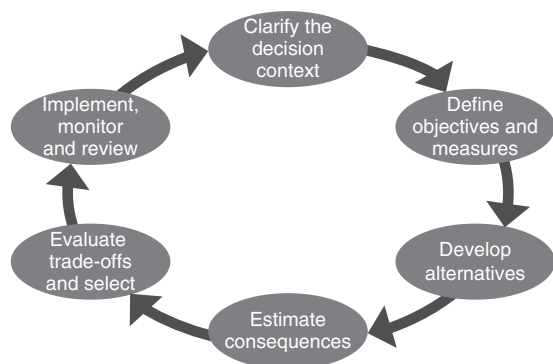 Clarify the
decision
context
Define
objectives and
measures
Develop
alternatives
Estimate
consequences
Evaluate
trade-offs
and select
Implement,
monitor
and review